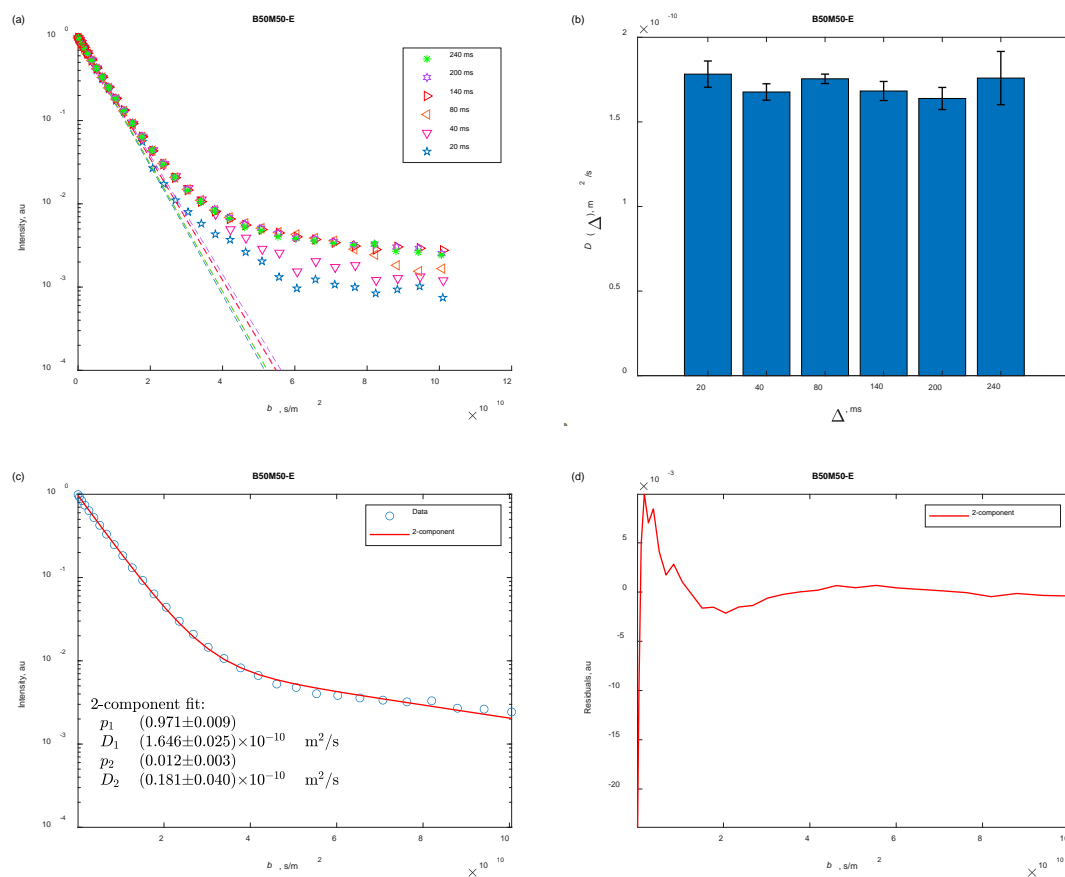 (a)
B50M50-E
10 0
10 -1
10 -2
10 -3
10 -4
Intensity, au
0 2 4 6 8 10 12
b , s/m 2
× 10 10
240 ms
200 ms
140 ms
80 ms
40 ms
20 ms
(b)
B50M50-E
× 10 -10
2
1.5
1
0.5
0
D (Δ), m 2 /s
20 40 80 140 200 240
Δ, ms
(c)
B50M50-E
10 0
10 -1
10 -2
10 -3
10 -4
Intensity, au
Data
2-component
2-component fit:
p1 (0.971±0.009)
D1 (1.646±0.025)×10^-10 m²/s
p2 (0.012±0.003)
D2 (0.181±0.040)×10^-10 m²/s
2 4 6 8 10
b , s/m 2
× 10 10
(d)
B50M50-E
× 10 -3
5
0
-5
-10
-15
-20
Residuals, au
2-component
2 4 6 8 10
b , s/m 2
× 10 10